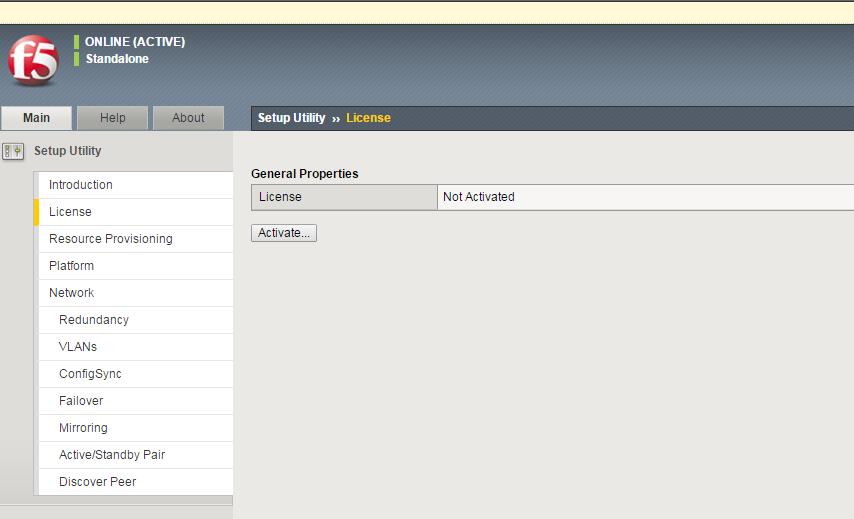 f5
ONLINE (ACTIVE)
Standalone
Main Help About
Setup Utility ›› License
Setup Utility
Introduction
License
Resource Provisioning
Platform
Network
Redundancy
VLANs
ConfigSync
Failover
Mirroring
Active/Standby Pair
Discover Peer
General Properties
License Not Activated
Activate...